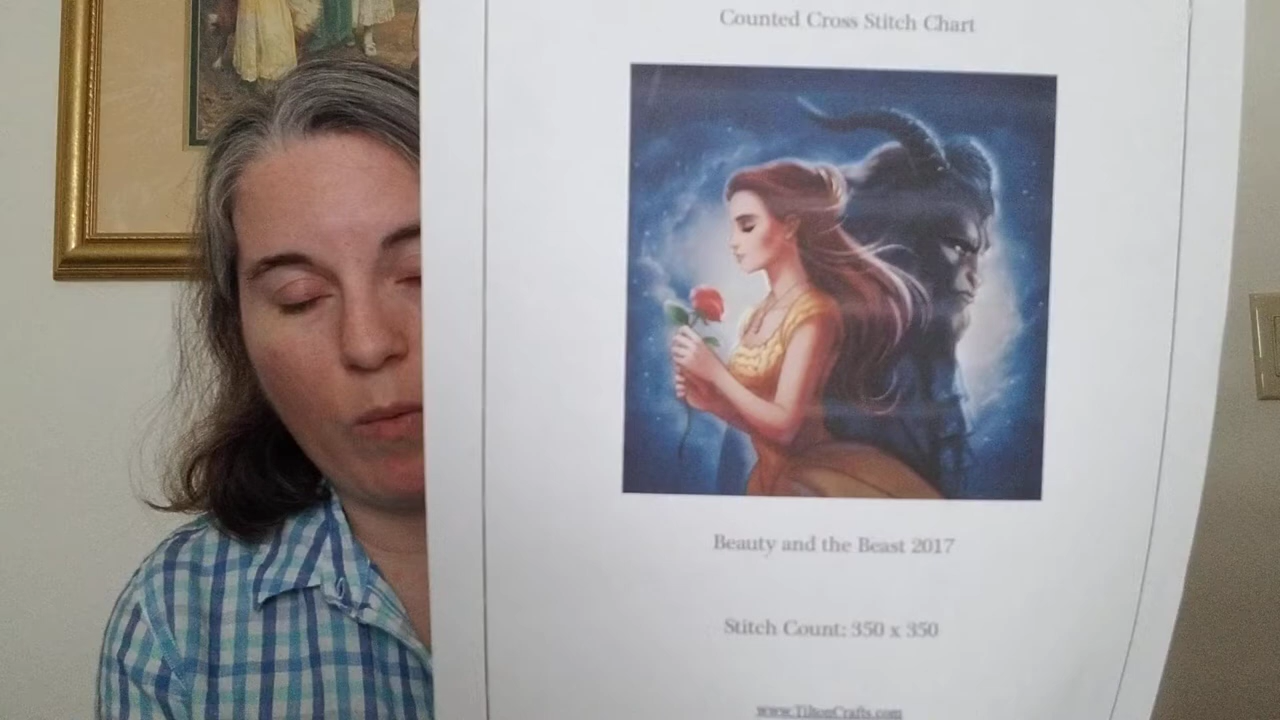 Counted Cross Stitch Chart
Beauty and the Beast 2017
Stitch Count: 350 x 350
www.TiltonCrafts.com